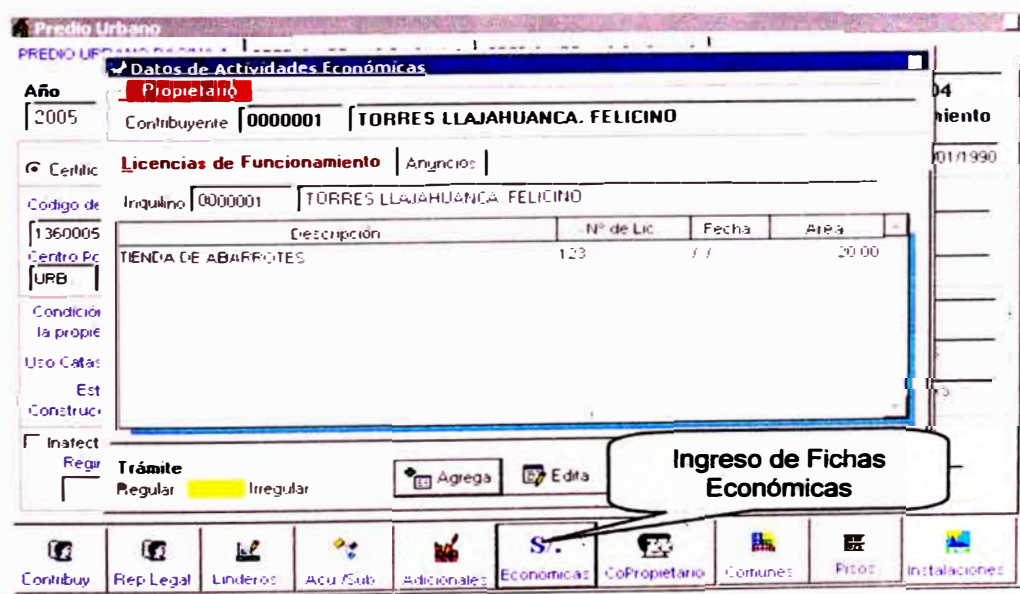 Predio Urbano
Datos de Actividades Económicas
Propietario
Año
04
2005
Contribuyente 0000001 TORRES LLAJAHUANCA. FELICINO
miento
Certific
Licencias de Funcionamiento Anuncios
01/1990
Codigo de
Inquilino 0000001 TORRES LLAJAHUANCA. FELICINO
1360005
Descripción Nº de Lic Fecha Area
Centro Po
TIENDA DE ABARROTES 123 / / 20.00
URB
Condición
la propie
Uso Catas
Est
Construcc
Inafect
Regir
Trámite
Regular Irregular
Agrega Edita
Ingreso de Fichas
Económicas
S/.
Contribuy Rep Legal Linderos Acu /Sub Adicionales Economicas CoPropietario Comunes Pisos Instalaciones